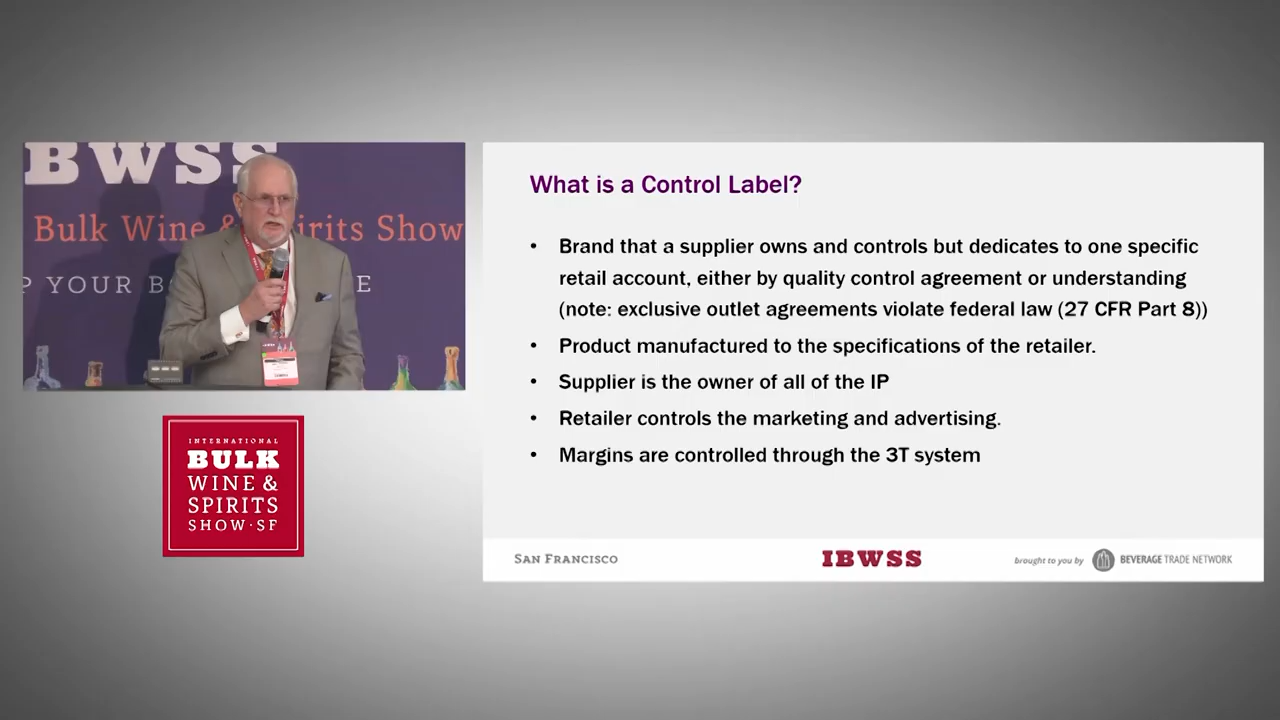 BWSS
Bulk Wine & Spirits Show
YOUR
What is a Control Label?
• Brand that a supplier owns and controls but dedicates to one specific
retail account, either by quality control agreement or understanding
(note: exclusive outlet agreements violate federal law (27 CFR Part 8))
• Product manufactured to the specifications of the retailer.
• Supplier is the owner of all of the IP
• Retailer controls the marketing and advertising.
• Margins are controlled through the 3T system
INTERNATIONAL
BULK
WINE &
SPIRITS
SHOW·SF
SAN FRANCISCO
IBWSS
brought to you by
BEVERAGE TRADE NETWORK